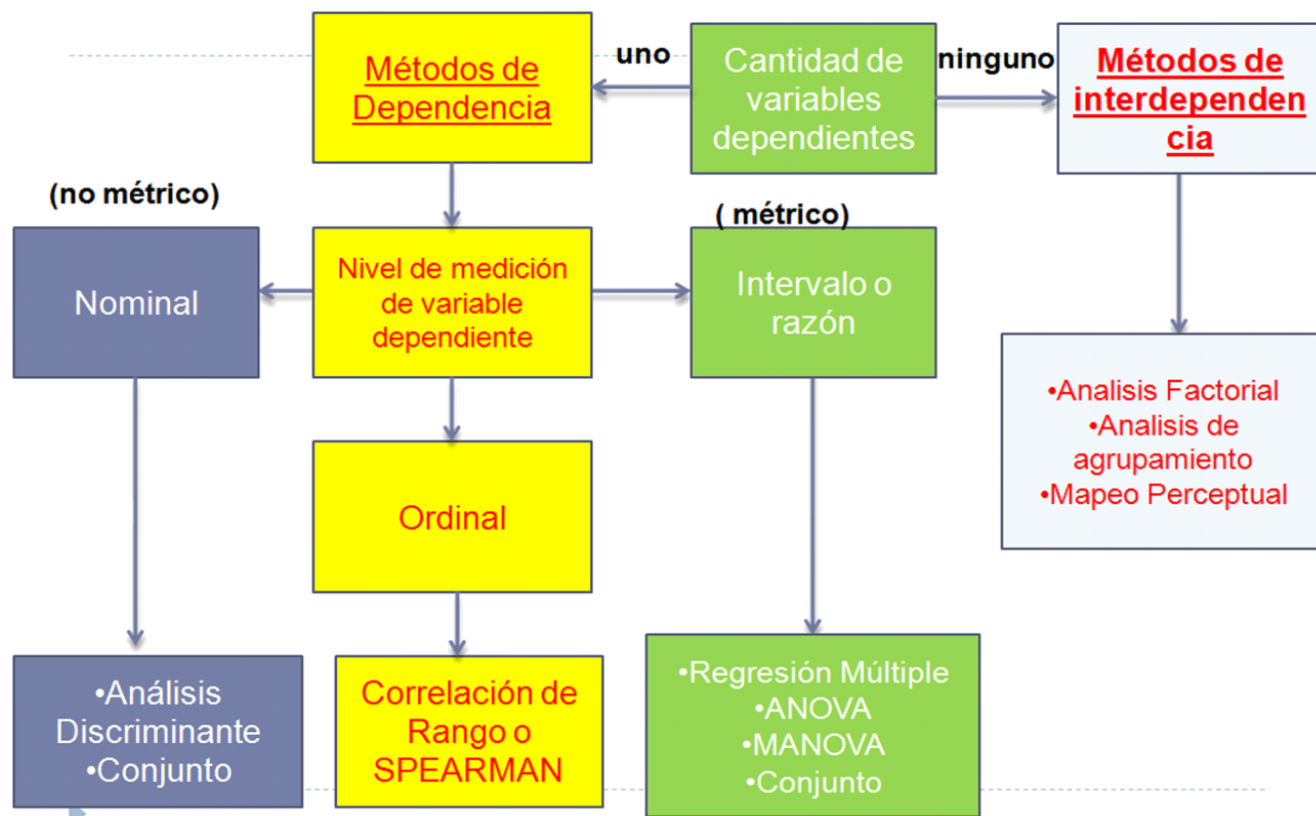 uno
ninguno
Métodos de
Dependencia
Cantidad de
variables
dependientes
Métodos de
interdependen
cia
(no métrico)
( métrico)
Nominal
Nivel de medición
de variable
dependiente
Intervalo o
razón
Ordinal
•Analisis Factorial
•Analisis de
agrupamiento
•Mapeo Perceptual
•Análisis
Discriminante
•Conjunto
Correlación de
Rango o
SPEARMAN
•Regresión Múltiple
•ANOVA
•MANOVA
•Conjunto